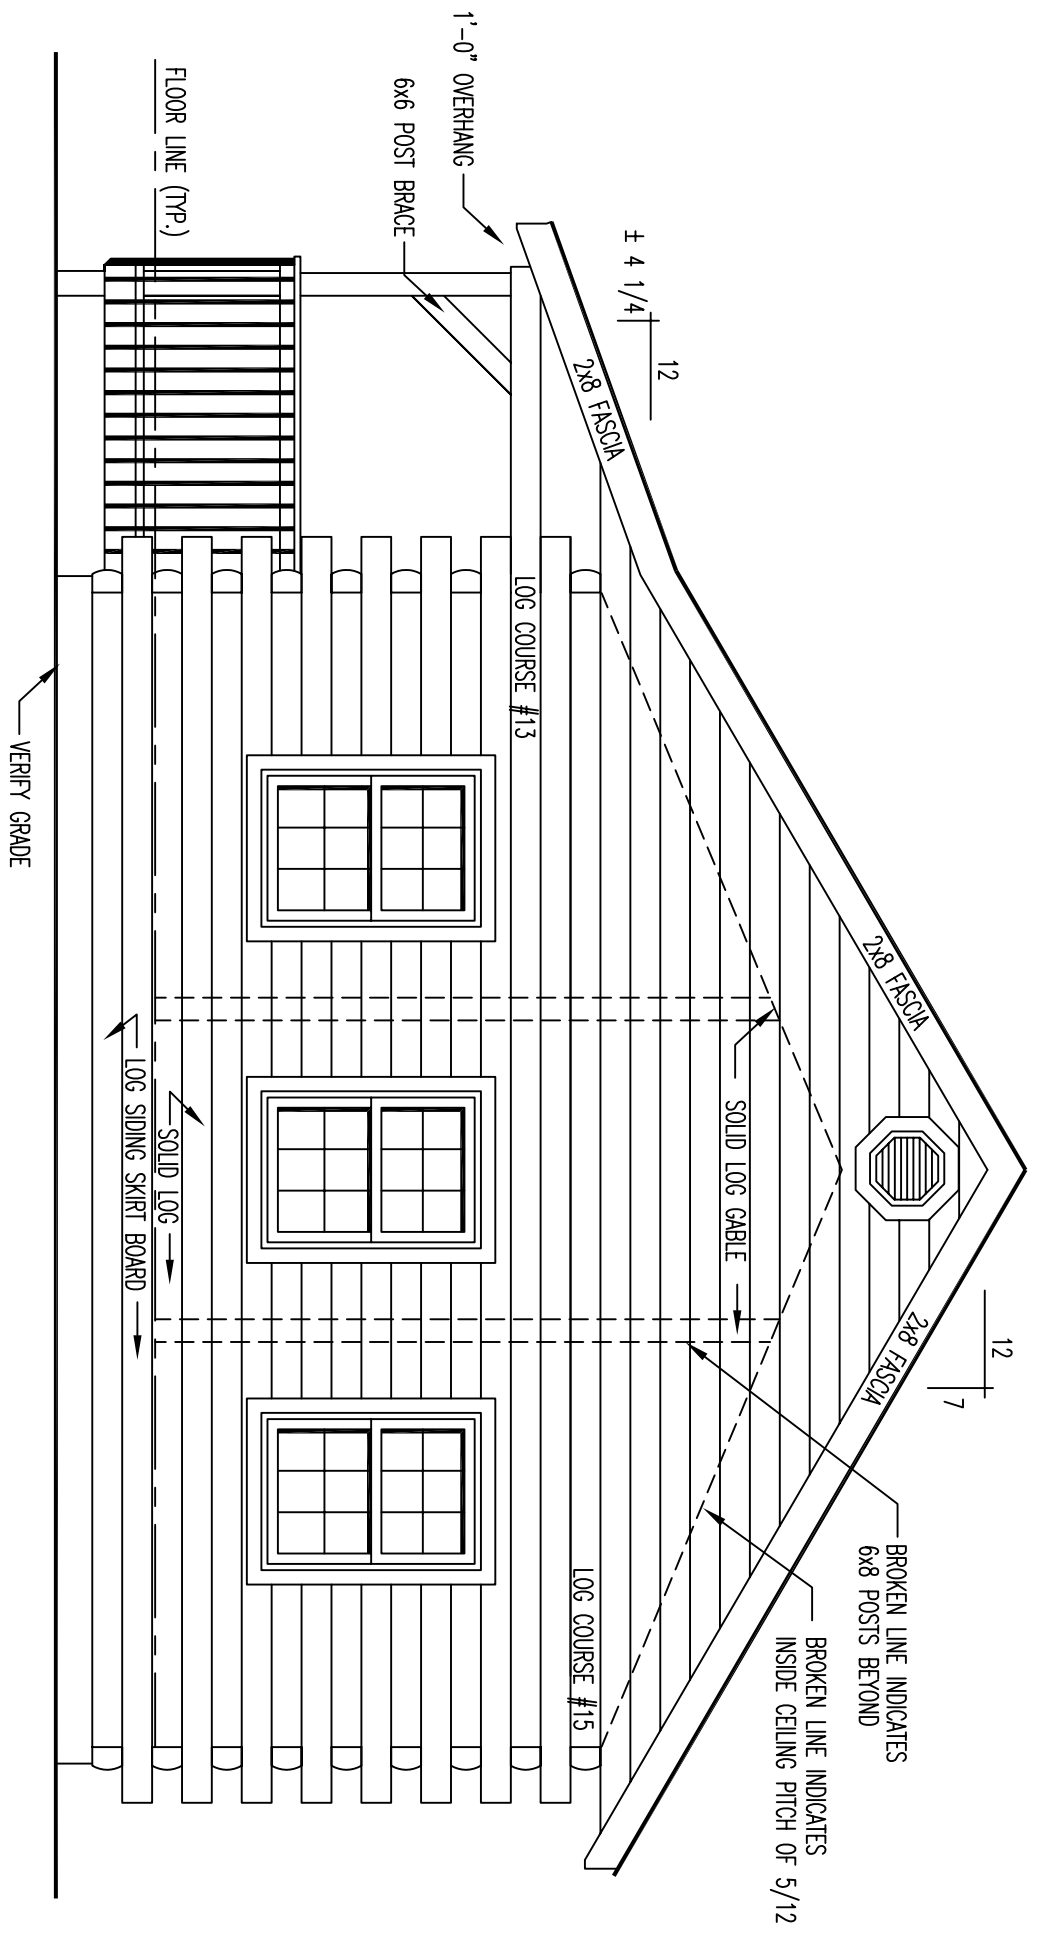 12
7
BROKEN LINE INDICATES
6x8 POSTS BEYOND
BROKEN LINE INDICATES
INSIDE CEILING PITCH OF 5/12
2x8 FASCIA
2x8 FASCIA
12
± 4 1/4
2x8 FASCIA
SOLID LOG GABLE
LOG COURSE #15
LOG COURSE #13
1'-0" OVERHANG
6x6 POST BRACE
FLOOR LINE (TYP.)
SOLID LOG
LOG SIDING SKIRT BOARD
VERIFY GRADE